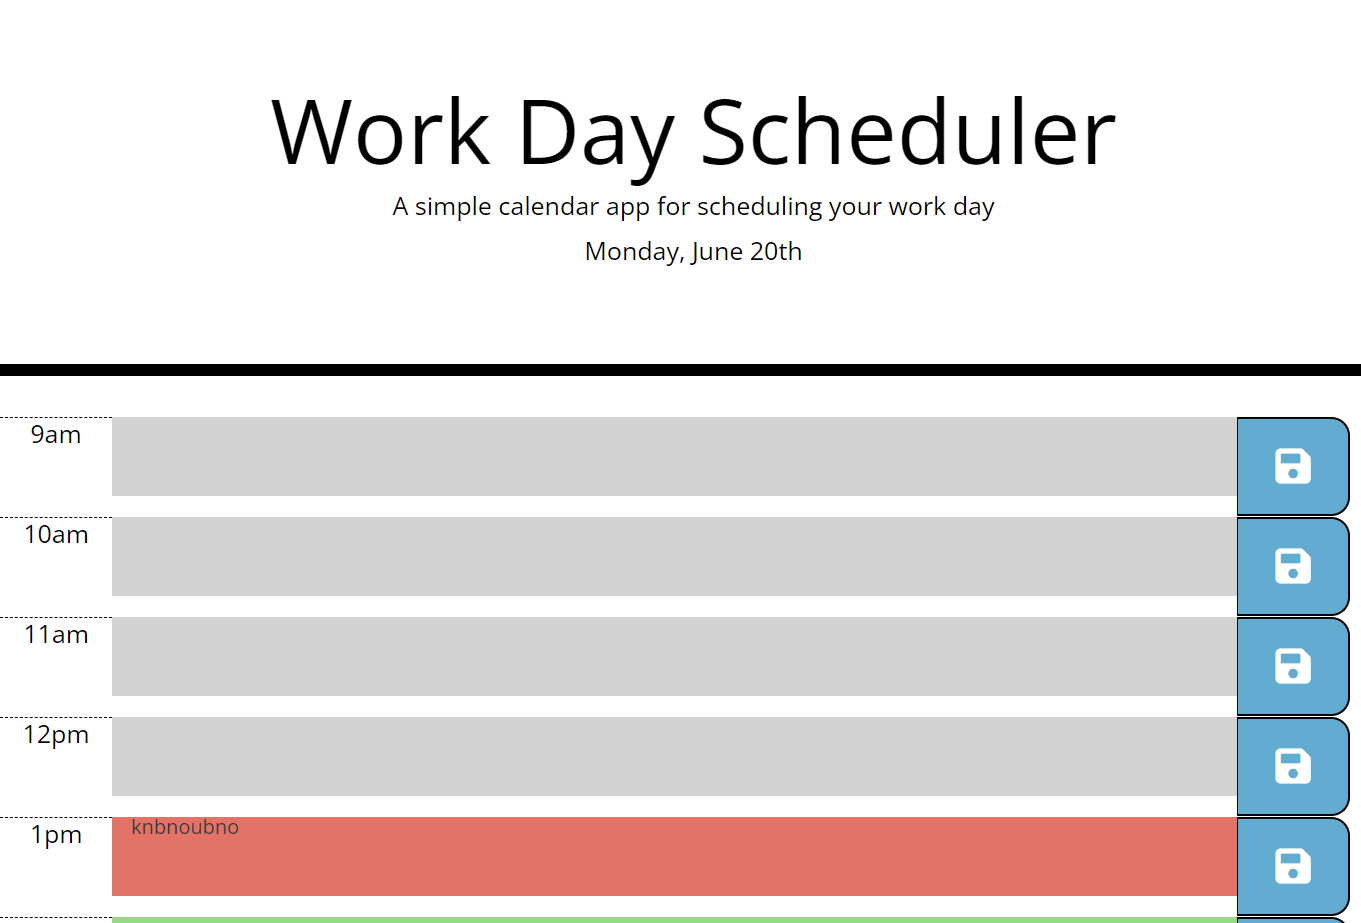 Work Day Scheduler
A simple calendar app for scheduling your work day
Monday, June 20th
9am
10am
11am
12pm
1pm
knbnoubno